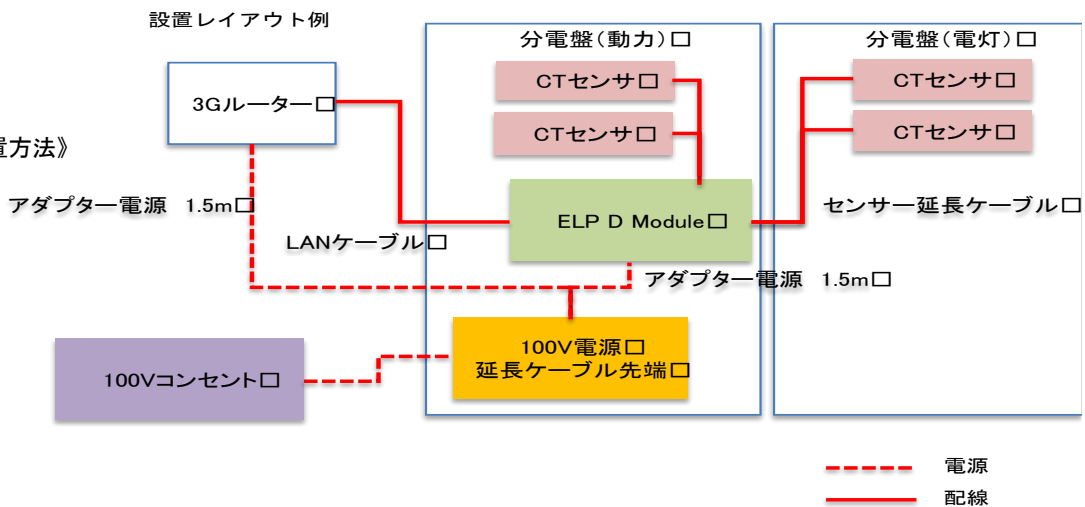 設置レイアウト例
分電盤(動力)□
分電盤(電灯)□
3Gルーター□
CTセンサ□
CTセンサ□
CTセンサ□
CTセンサ□
置方法》
アダプター電源 1.5m□
LANケーブル□
ELP D Module□
センサー延長ケーブル□
アダプター電源 1.5m□
100V電源□
延長ケーブル先端□
100Vコンセント□
電源
配線